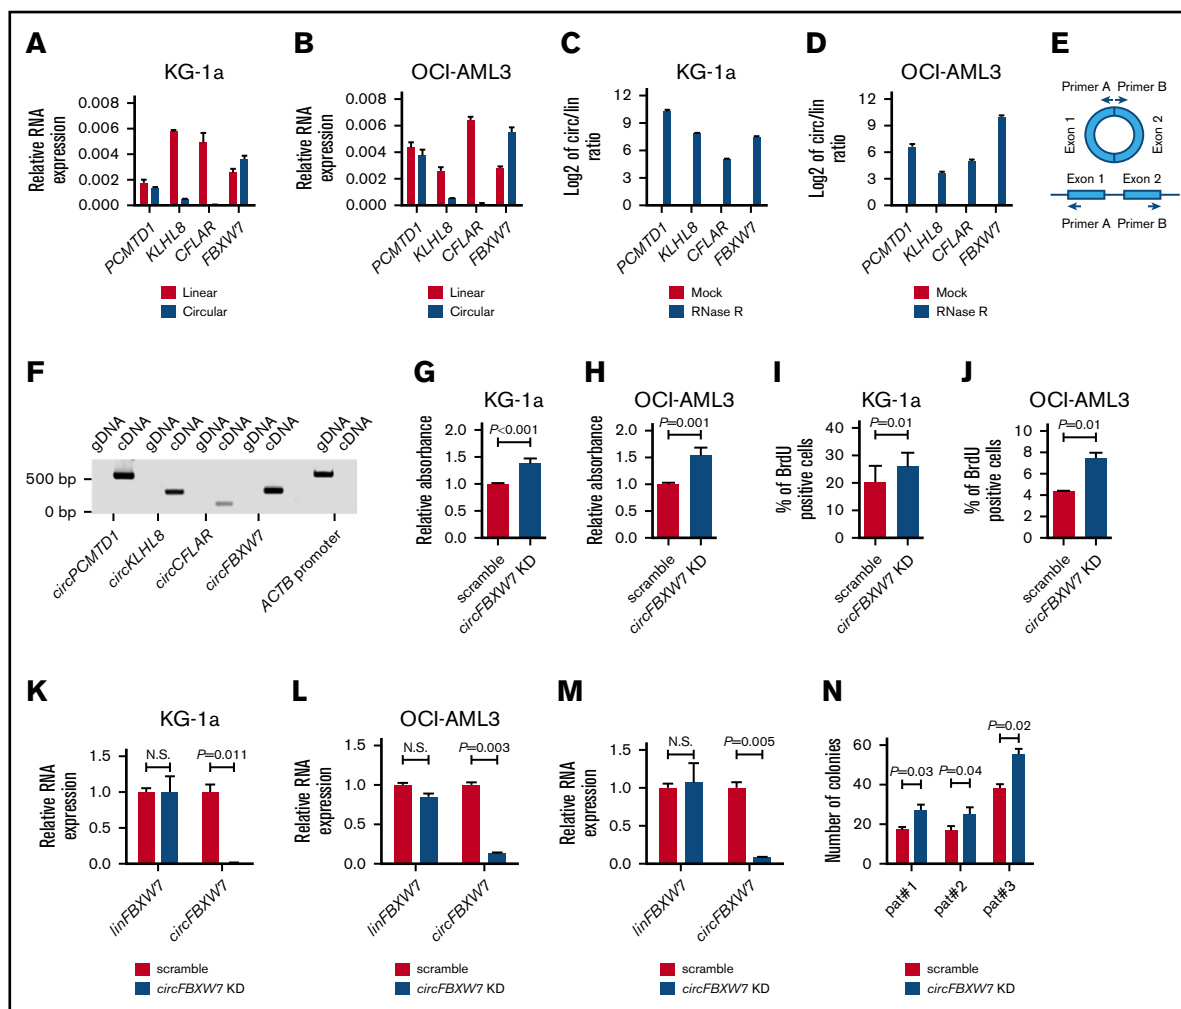 A
KG-1a
Relative RNA
expression
0.008
0.006
0.004
0.002
0.000
PCMTD1
KLHL8
CFLAR
FBXW7
Linear
Circular
B
OCI-AML3
Relative RNA
expression
0.008
0.006
0.004
0.002
0.000
PCMTD1
KLHL8
CFLAR
FBXW7
Linear
Circular
C
KG-1a
Log2 of circ/lin
ratio
12
9
6
3
0
PCMTD1
KLHL8
CFLAR
FBXW7
Mock
RNase R
D
OCI-AML3
Log2 of circ/lin
ratio
12
9
6
3
0
PCMTD1
KLHL8
CFLAR
FBXW7
Mock
RNase R
E
Primer A Primer B
Exon 1
Exon 2
Exon 1 Exon 2
Primer A Primer B
F
gDNA
cDNA
gDNA
cDNA
gDNA
cDNA
gDNA
cDNA
gDNA
cDNA
500 bp
0 bp
circPCMTD1
circKLHL8
circCFLAR
circFBXW7
ACTB promoter
G
KG-1a
Relative absorbance
2.0
1.5
1.0
0.5
0.0
P<0.001
scramble
circFBXW7 KD
H
OCI-AML3
Relative absorbance
2.0
1.5
1.0
0.5
0.0
P=0.001
scramble
circFBXW7 KD
I
KG-1a
% of BrdU
positive cells
40
30
20
10
0
P=0.01
scramble
circFBXW7 KD
J
OCI-AML3
% of BrdU
positive cells
10
8
6
4
2
0
P=0.01
scramble
circFBXW7 KD
K
KG-1a
Relative RNA
expression
1.5
1.0
0.5
0.0
N.S.
P=0.011
linFBXW7
circFBXW7
scramble
circFBXW7 KD
L
OCI-AML3
Relative RNA
expression
1.5
1.0
0.5
0.0
N.S.
P=0.003
linFBXW7
circFBXW7
scramble
circFBXW7 KD
M
Relative RNA
expression
1.5
1.0
0.5
0.0
N.S.
P=0.005
linFBXW7
circFBXW7
scramble
circFBXW7 KD
N
Number of colonies
60
40
20
0
P=0.03
P=0.04
P=0.02
pat#1
pat#2
pat#3
scramble
circFBXW7 KD